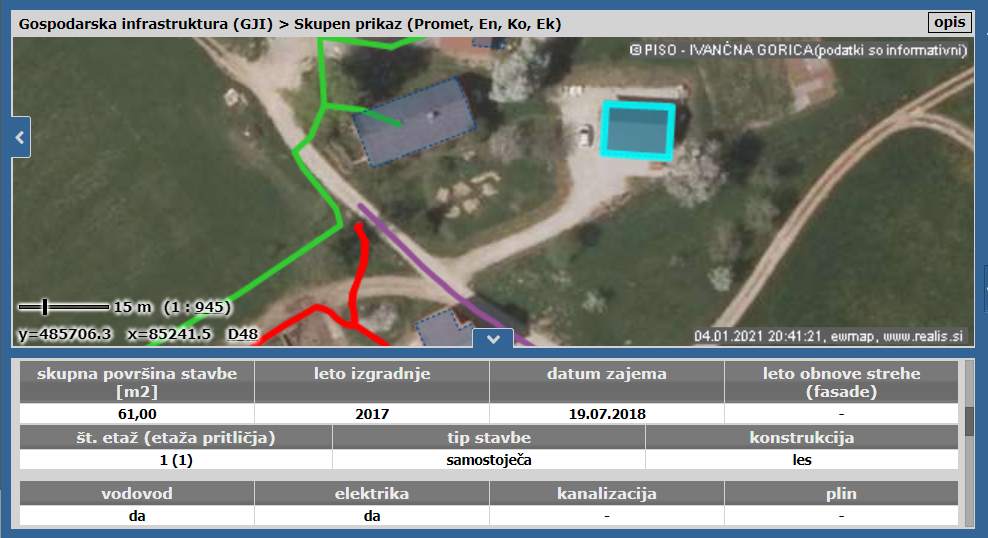 Gospodarska infrastruktura (GJI) > Skupen prikaz (Promet, En, Ko, Ek)
opis
© PISO - IVANČNA GORICA(podatki so informativni)
15 m (1 : 945)
y=485706.3 x=85241.5 D48
04.01.2021 20:41:21, ewmap, www.realis.si
skupna površina stavbe [m2] leto izgradnje datum zajema leto obnove strehe (fasade)
61,00 2017 19.07.2018 -
št. etaž (etaža pritličja) tip stavbe konstrukcija
1 (1) samostoječa les
vodovod elektrika kanalizacija plin
da da - -